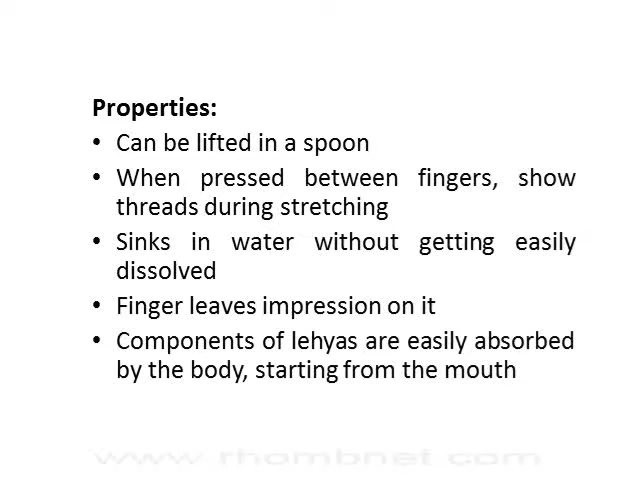 Properties:
• Can be lifted in a spoon
• When pressed between fingers, show
threads during stretching
• Sinks in water without getting easily
dissolved
• Finger leaves impression on it
• Components of lehyas are easily absorbed
by the body, starting from the mouth
www.rhombnet.com